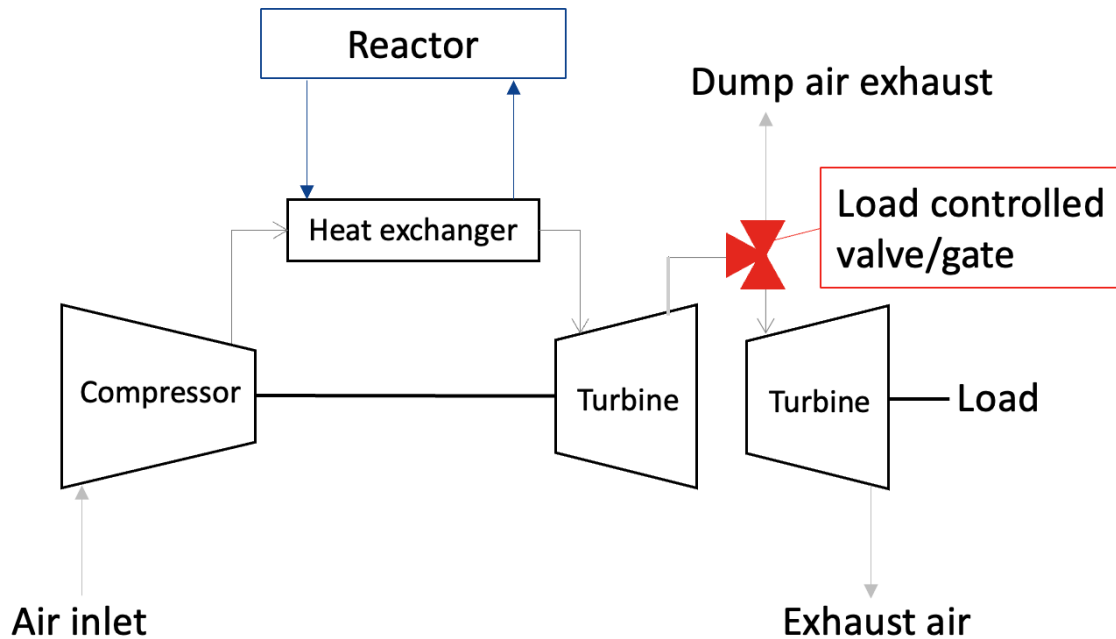 Reactor
Dump air exhaust
Load controlled
valve/gate
Heat exchanger
Compressor
Turbine
Turbine
Load
Air inlet
Exhaust air